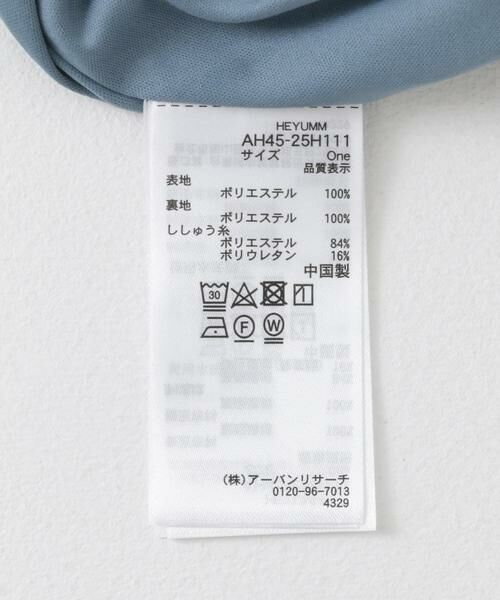 HEYUMM
AH45-25H111
サイズ One
品質表示
表地
ポリエステル 100%
裏地
ポリエステル 100%
ししゅう糸
ポリエステル 84%
ポリウレタン 16%
中国製
30
F W
(株)アーバンリサーチ
0120-96-7013
4329